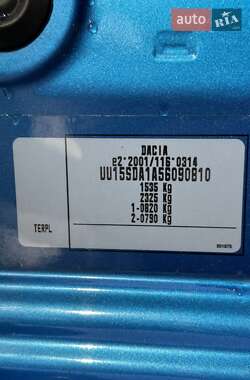 AUTO RIA.com
DACIA
e2*2001/116*0314
UU15SDA1A56090810
1535 Kg
2325 Kg
1-0820 Kg
2-0790 Kg
TERPL